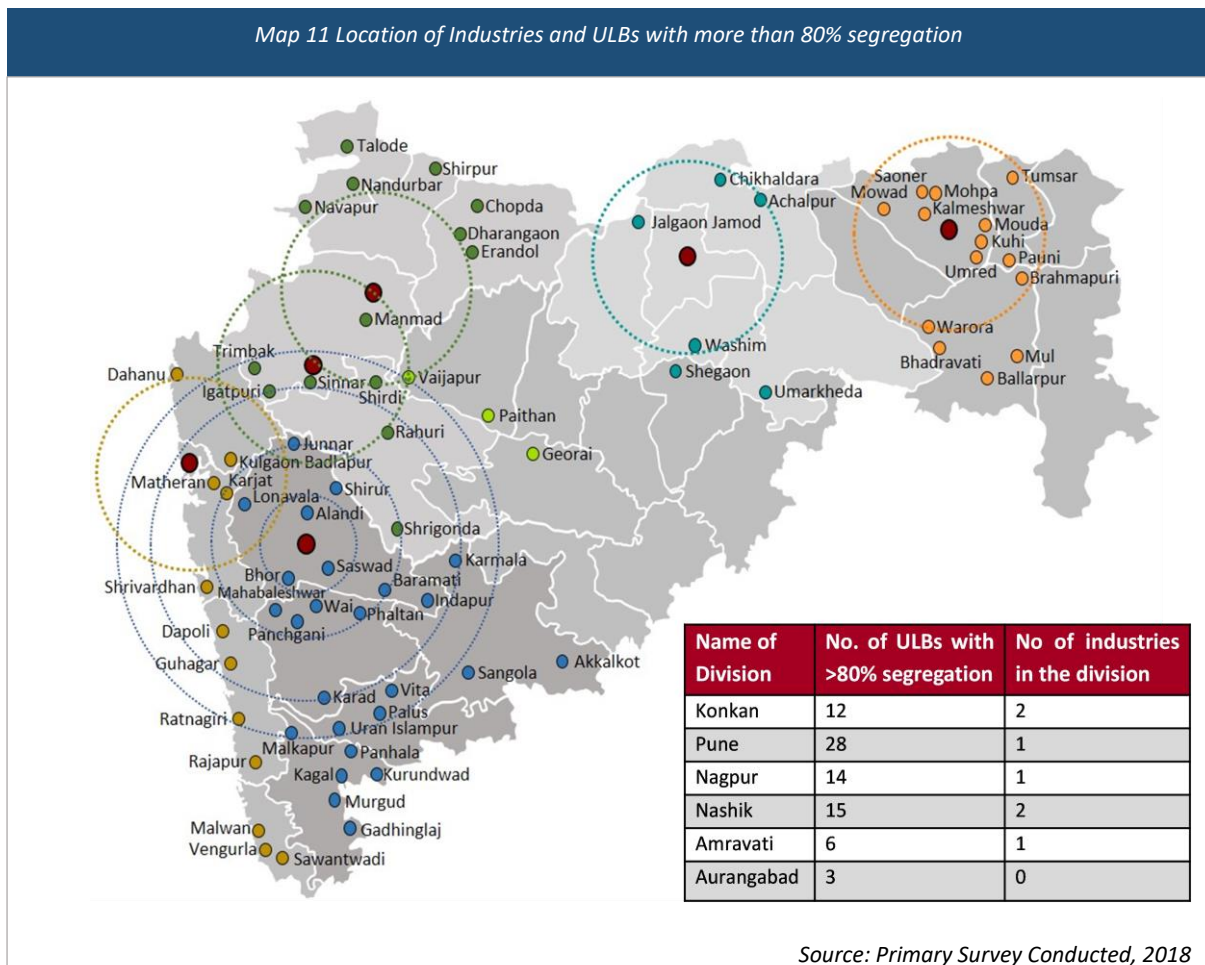 Map 11 Location of Industries and ULBs with more than 80% segregation
Talode
Shirpur
Nandurbar
Navapur
Chopda
Dharangaon
Erandol
Manmad
Trimbak
Dahanu
Igatpuri
Sinnar
Shirdi
Vaijapur
Paithan
Rahuri
Georai
Junnar
Kulgaon Badlapur
Matheran
Karjat
Lonavala
Shirur
Alandi
Shrigonda
Saswad
Karmala
Bhor
Baramati
Shrivardhan
Mahabaleshwar
Wai
Indapur
Phaltan
Panchgani
Dapoli
Guhagar
Sangola
Akkalkot
Karad
Vita
Palus
Ratnagiri
Uran Islampur
Malkapur
Panhala
Rajapur
Kagal
Kurundwad
Murgud
Malwan
Gadhinglaj
Vengurla
Sawantwadi
Chikhaldara
Achalpur
Jalgaon Jamod
Washim
Shegaon
Umarkheda
Saoner
Tumsar
Mowad
Mohpa
Kalmeshwar
Mouda
Kuhi
Umred
Pauni
Brahmapuri
Warora
Bhadravati
Mul
Ballarpur
Name of No. of ULBs with No of industries
Division >80% segregation in the division
Konkan 12 2
Pune 28 1
Nagpur 14 1
Nashik 15 2
Amravati 6 1
Aurangabad 3 0
Source: Primary Survey Conducted, 2018